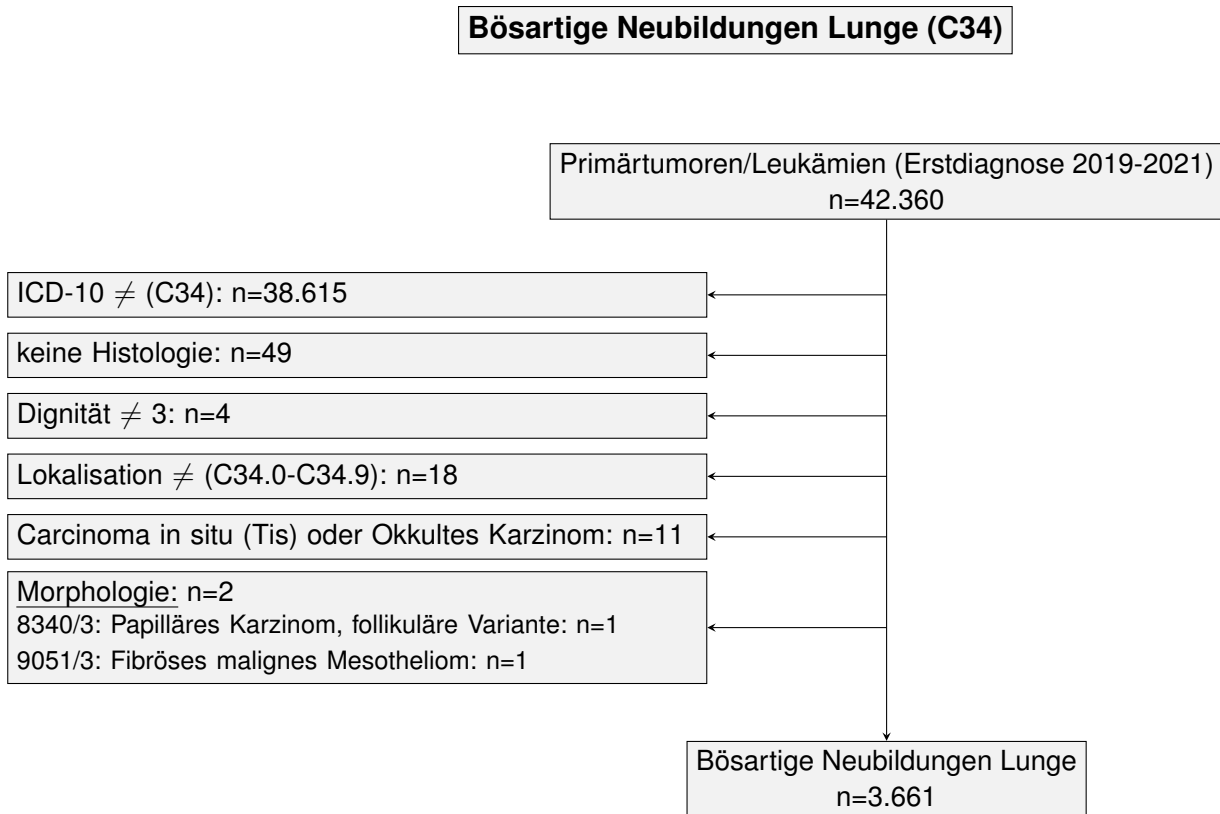 Bösartige Neubildungen Lunge (C34)
Primärtumoren/Leukämien (Erstdiagnose 2019-2021)
n=42.360
ICD-10 ≠ (C34): n=38.615
keine Histologie: n=49
Dignität ≠ 3: n=4
Lokalisation ≠ (C34.0-C34.9): n=18
Carcinoma in situ (Tis) oder Okkultes Karzinom: n=11
Morphologie: n=2
8340/3: Papilläres Karzinom, follikuläre Variante: n=1
9051/3: Fibröses malignes Mesotheliom: n=1
Bösartige Neubildungen Lunge
n=3.661